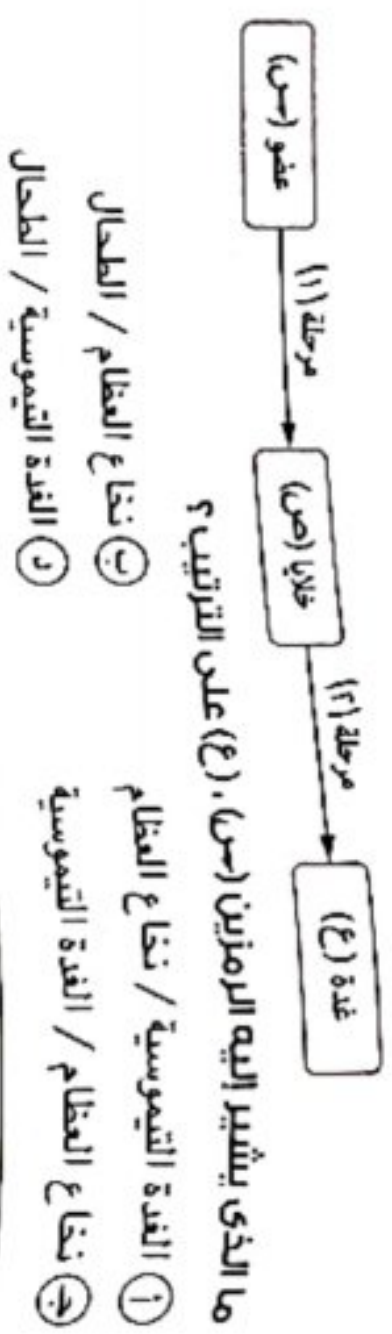 عضو (س)
مرحلة (١)
خلايا (ص)
مرحلة (٢)
غدة (ع)
ما الذى يشير إليه الرمزين (س)، (ع) على الترتيب ؟
أ الغدة التيموسية / نخاع العظام
ب نخاع العظام / الطحال
ج نخاع العظام / الغدة التيموسية
د الغدة التيموسية / الطحال